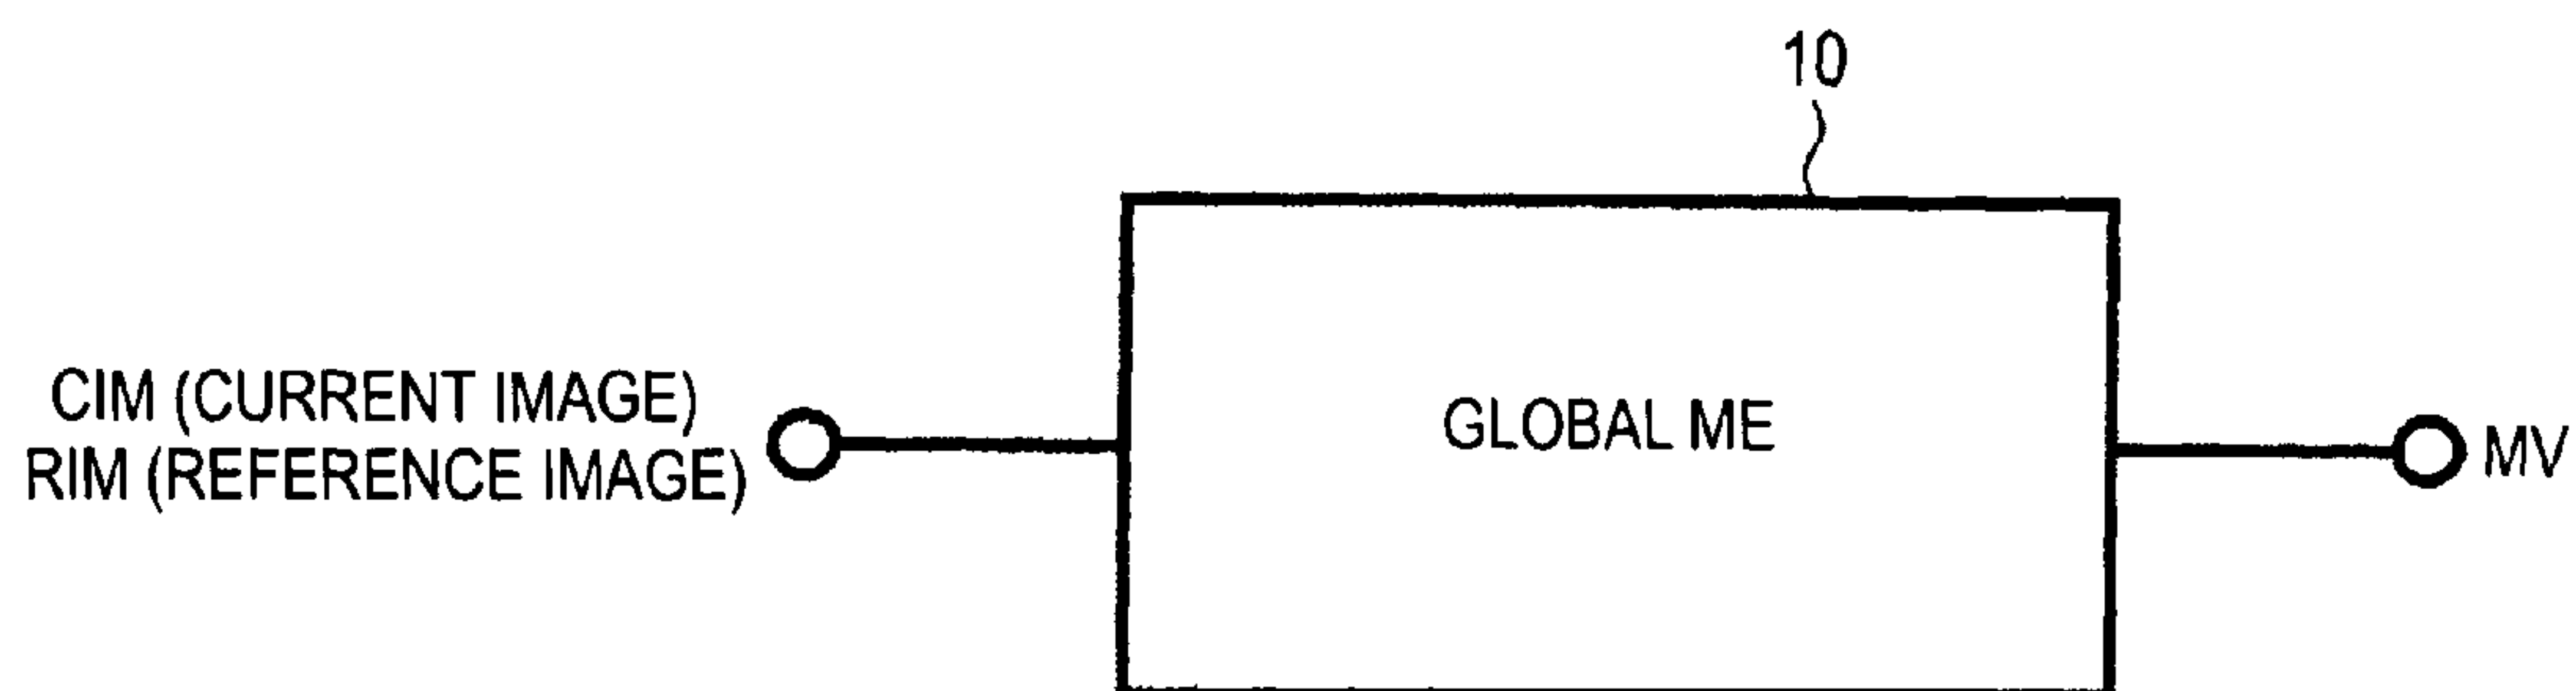 10
CIM (CURRENT IMAGE)
RIM (REFERENCE IMAGE)
GLOBAL ME
MV